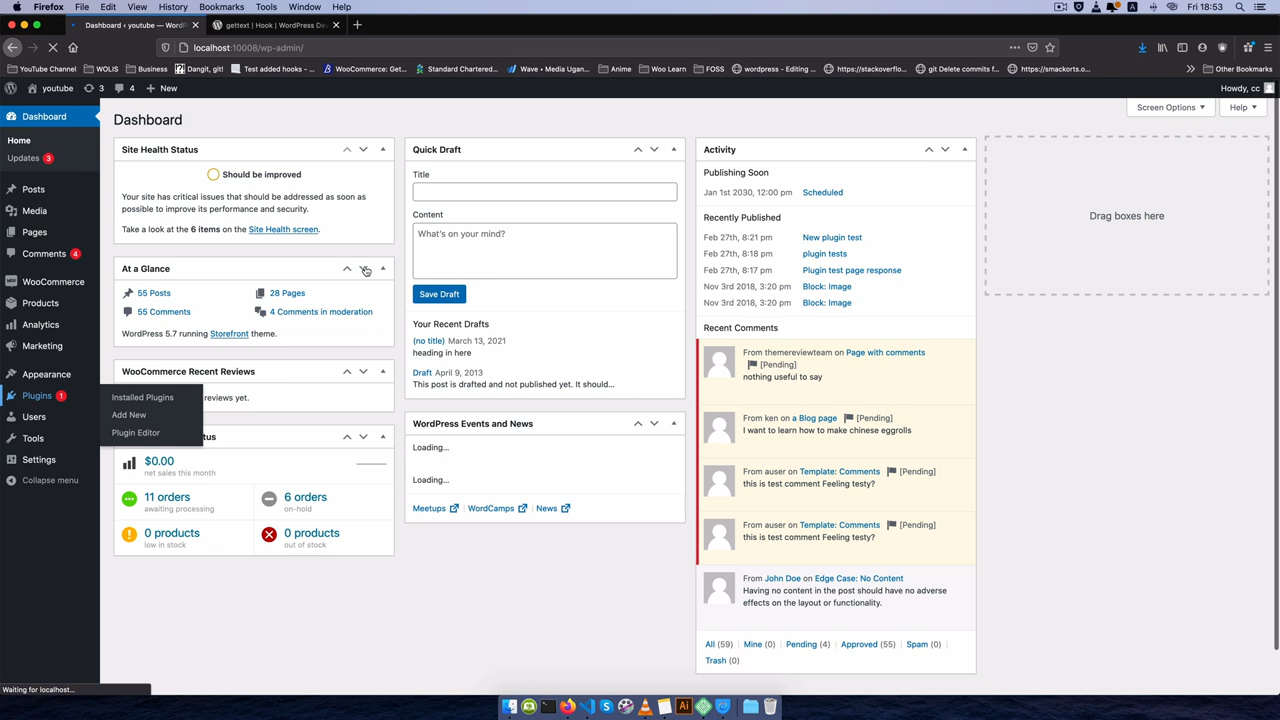 Firefox File Edit View History Bookmarks Tools Window Help
Fri 18:53
Dashboard ‹ youtube — WordP
gettext | Hook | WordPress De
localhost:10008/wp-admin/
YouTube Channel WOLIS Business Dangit, git! Test added hooks - ... WooCommerce: Get... Standard Chartered... Wave • Media Ugan... Anime Woo Learn FOSS wordpress - Editing ... https://stackoverflo... git Delete commits f... https://smackorts.o... Other Bookmarks
youtube 3 4 New
Howdy, cc
Screen Options
Help
Dashboard
Home
Updates 3
Posts
Media
Pages
Comments 4
WooCommerce
Products
Analytics
Marketing
Appearance
Plugins 1
Users
Tools
Settings
Collapse menu
Installed Plugins
Add New
Plugin Editor
Dashboard
Site Health Status
Should be improved
Your site has critical issues that should be addressed as soon as
possible to improve its performance and security.
Take a look at the 6 items on the Site Health screen.
At a Glance
55 Posts
28 Pages
55 Comments
4 Comments in moderation
WordPress 5.7 running Storefront theme.
WooCommerce Recent Reviews
reviews yet.
tus
$0.00
net sales this month
11 orders
awaiting processing
6 orders
on-hold
0 products
low in stock
0 products
out of stock
Quick Draft
Title
Content
What's on your mind?
Save Draft
Your Recent Drafts
(no title) March 13, 2021
heading in here
Draft April 9, 2013
This post is drafted and not published yet. It should...
WordPress Events and News
Loading...
Loading...
Meetups | WordCamps | News
Activity
Publishing Soon
Jan 1st 2030, 12:00 pm Scheduled
Recently Published
Feb 27th, 8:21 pm New plugin test
Feb 27th, 8:18 pm plugin tests
Feb 27th, 8:17 pm Plugin test page response
Nov 3rd 2018, 3:20 pm Block: Image
Nov 3rd 2018, 3:20 pm Block: Image
Recent Comments
From themereviewteam on Page with comments
[Pending]
nothing useful to say
From ken on a Blog page [Pending]
I want to learn how to make chinese eggrolls
From auser on Template: Comments [Pending]
this is test comment Feeling testy?
From auser on Template: Comments [Pending]
this is test comment Feeling testy?
From John Doe on Edge Case: No Content
Having no content in the post should have no adverse
effects on the layout or functionality.
All (59) | Mine (0) | Pending (4) | Approved (55) | Spam (0) |
Trash (0)
Drag boxes here
Waiting for localhost...
Ai